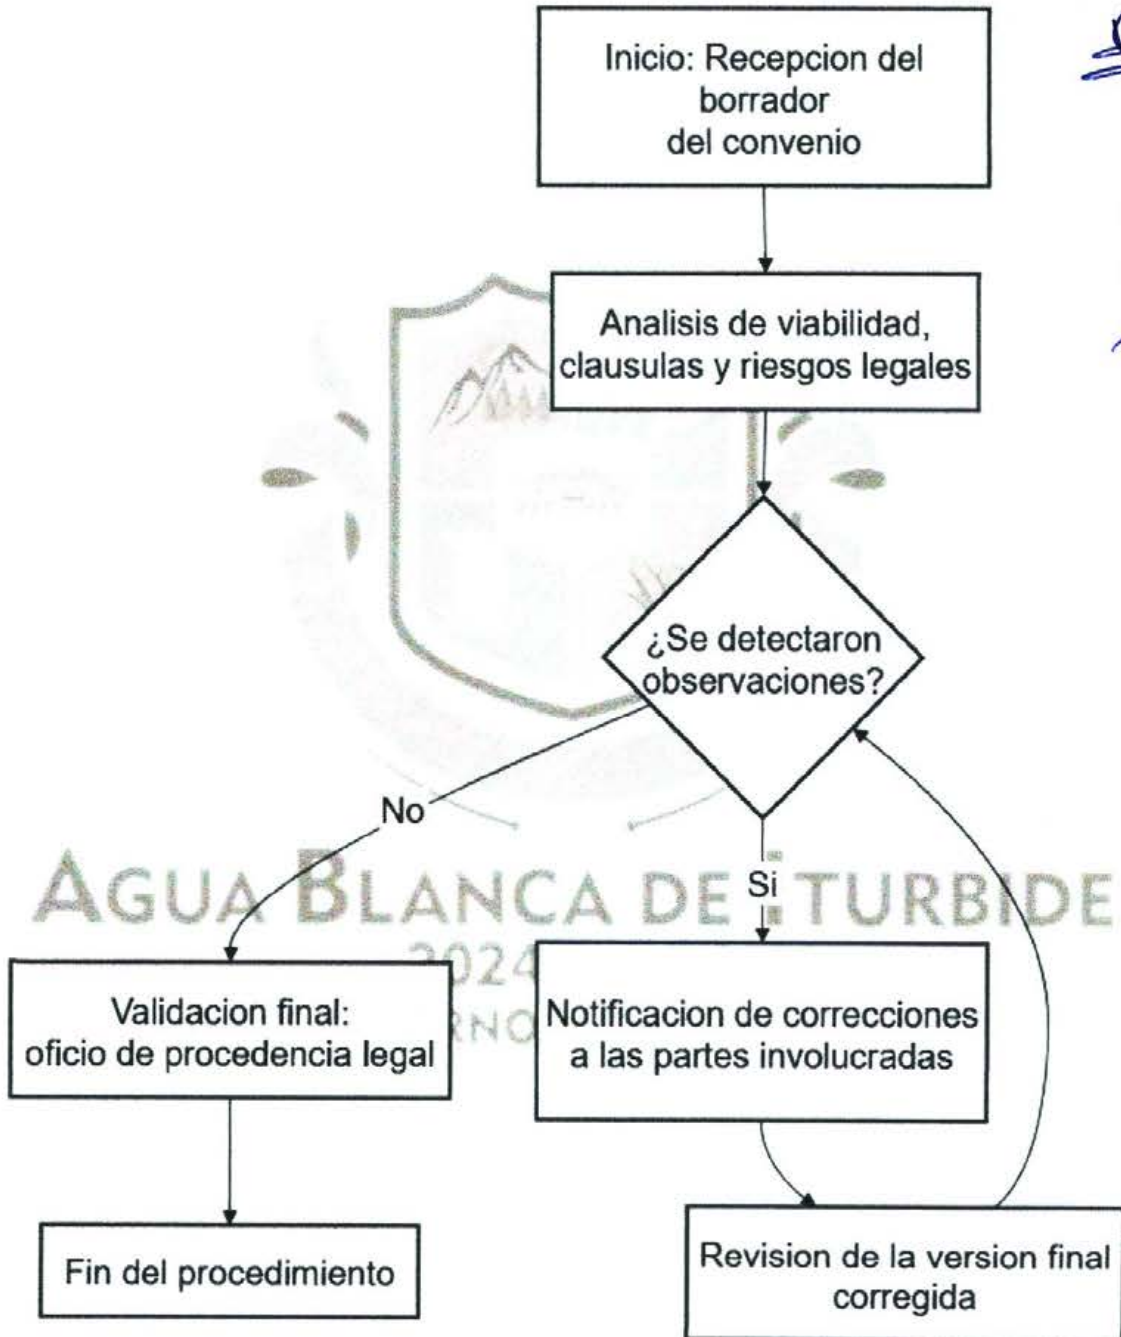 Inicio: Recepcion del
borrador
del convenio
Analisis de viabilidad,
clausulas y riesgos legales
¿Se detectaron
observaciones?
No
Si
AGUA BLANCA DE iTURBIDE
2024
Validacion final:
oficio de procedencia legal
Notificacion de correcciones
a las partes involucradas
Fin del procedimiento
Revision de la version final
corregida